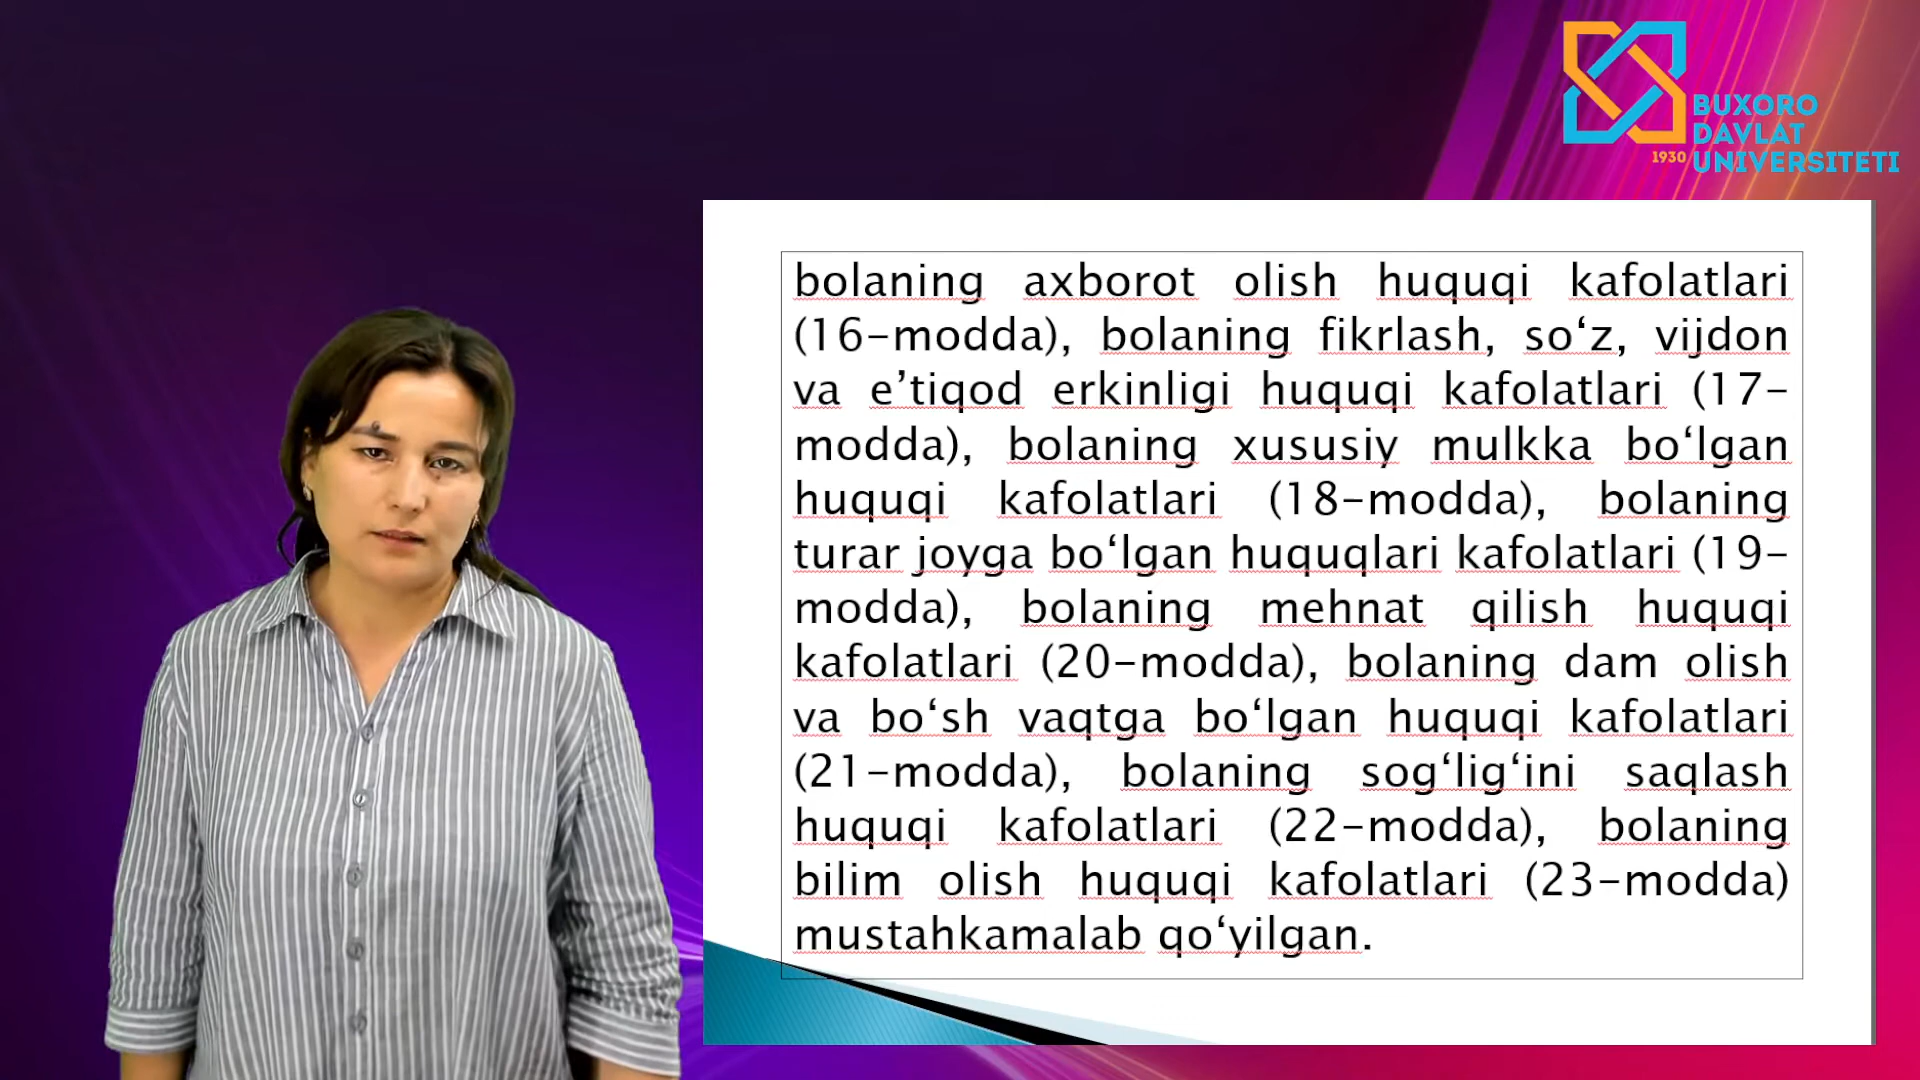 BUXORO
DAVLAT
1930 UNIVERSITETI
bolaning axborot olish huquqi kafolatlari
(16-modda), bolaning fikrlash, so‘z, vijdon
va e’tiqod erkinligi huquqi kafolatlari (17-
modda), bolaning xususiy mulkka bo‘lgan
huquqi kafolatlari (18-modda), bolaning
turar joyga bo‘lgan huquqlari kafolatlari (19-
modda), bolaning mehnat qilish huquqi
kafolatlari (20-modda), bolaning dam olish
va bo‘sh vaqtga bo‘lgan huquqi kafolatlari
(21-modda), bolaning sog‘lig‘ini saqlash
huquqi kafolatlari (22-modda), bolaning
bilim olish huquqi kafolatlari (23-modda)
mustahkamalab qo‘yilgan.